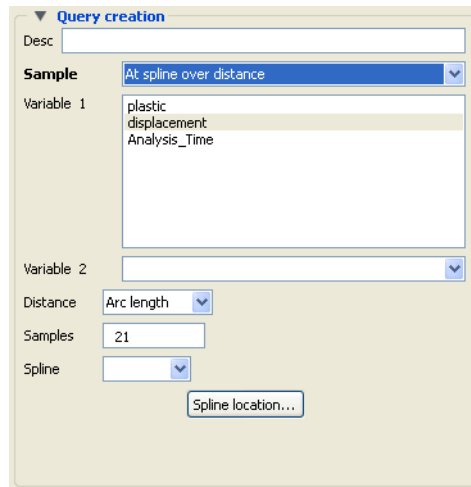 ▼ Query creation
Desc
Sample At spline over distance
Variable 1 plastic
displacement
Analysis_Time
Variable 2
Distance Arc length
Samples 21
Spline
Spline location...